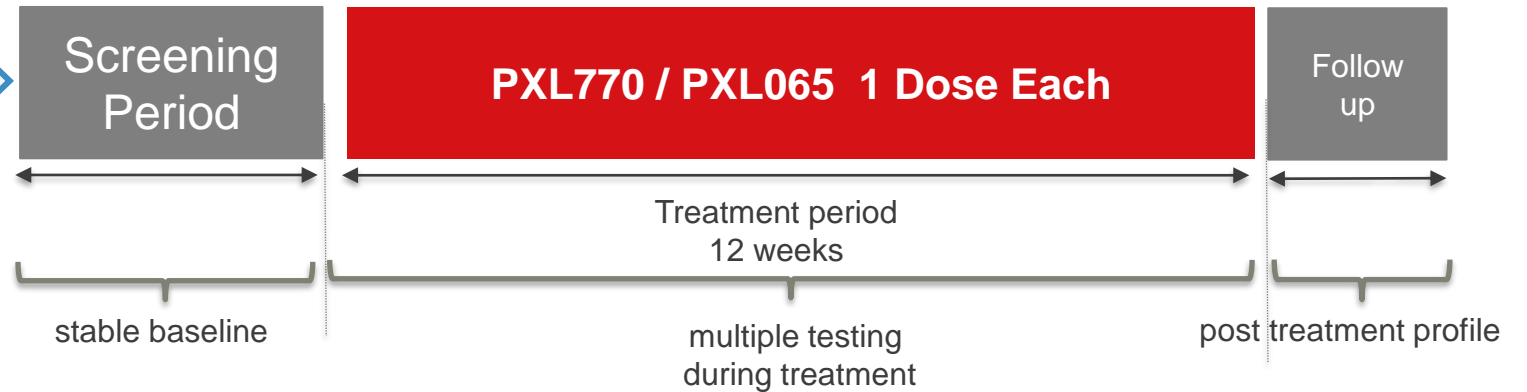 Screening
Period
PXL770 / PXL065  1 Dose Each
Follow
up
Treatment period
12 weeks
stable baseline
multiple testing
during treatment
post treatment profile